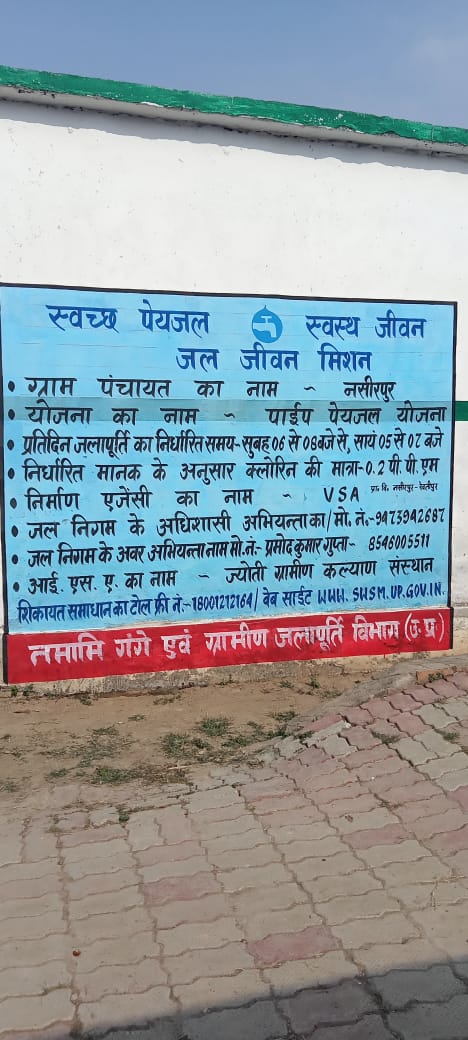 स्वच्छ पेयजल स्वस्थ जीवन
जल जीवन मिशन
• ग्राम पंचायत का नाम ~ नसीरपुर
• योजना का नाम ~ पाईप पेयजल योजना
• प्रतिदिन जलापूर्ति का निर्धारित समय-सुबह 06 से 08 बजे से, सायं 05 से 07 बजे
• निर्धारित मानक के अनुसार क्लोरिन की मात्रा-0.2 पी.पी.एम
• निर्माण एजेंसी का नाम ~ VSA
• जल निगम के अधिशासी अभियन्ता का/ मो. नं.-9473942687
• जल निगम के अवर अभियन्ता नाम मो.नं.- प्रमोद कुमार गुप्ता- 8546005511
• आई. एस. ए. का नाम ~ ज्योती ग्रामीण कल्याण संस्थान
शिकायत समाधान का टोल फ्री नं.-18001212164/ वेब साईट WWW.SWSM.UP.GOV.IN.
नमामि गंगे एवं ग्रामीण जलापूर्ति विभाग (उ.प्र.)